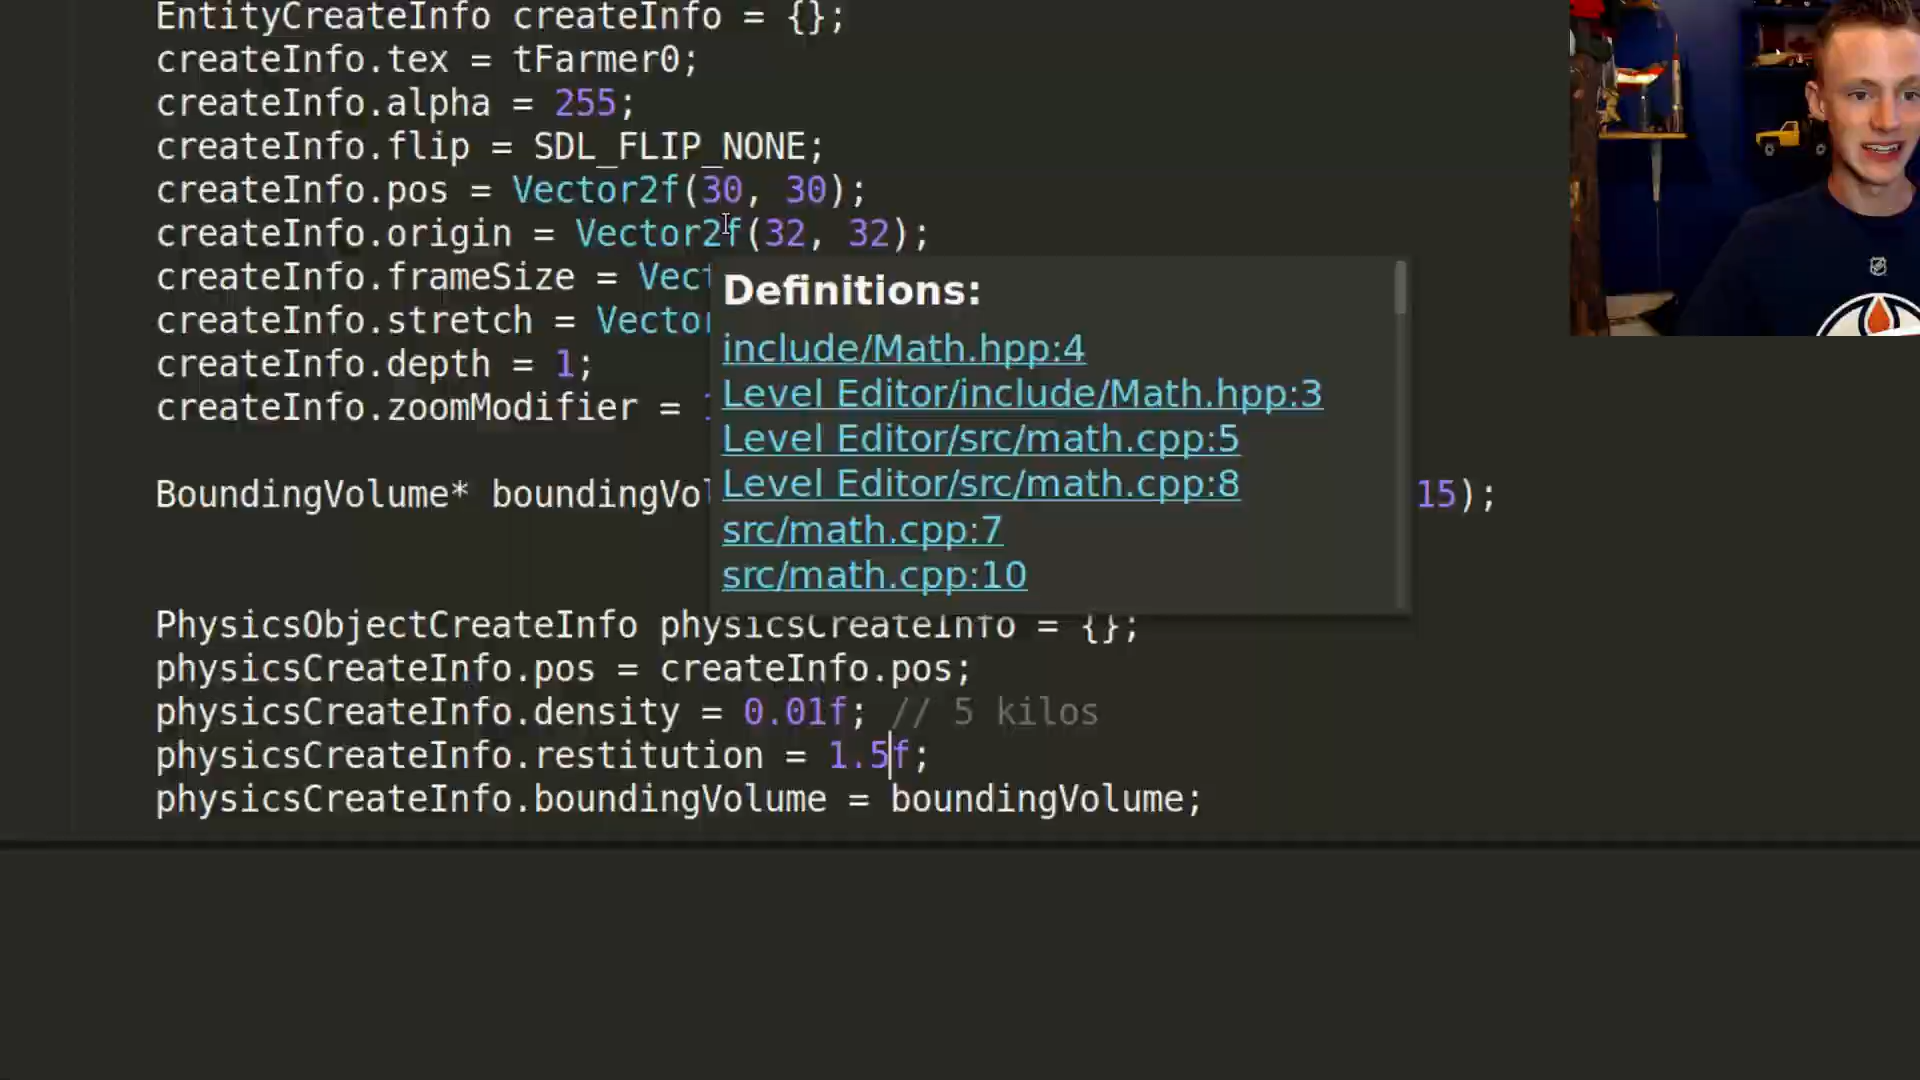 EntityCreateInfo createInfo = {};
createInfo.tex = tFarmer0;
createInfo.alpha = 255;
createInfo.flip = SDL_FLIP_NONE;
createInfo.pos = Vector2f(30, 30);
createInfo.origin = Vector2f(32, 32);
createInfo.frameSize = Vect
createInfo.stretch = Vector
createInfo.depth = 1;
createInfo.zoomModifier =
Definitions:
include/Math.hpp:4
Level Editor/include/Math.hpp:3
Level Editor/src/math.cpp:5
Level Editor/src/math.cpp:8
src/math.cpp:7
src/math.cpp:10
BoundingVolume* boundingVol 15);
PhysicsObjectCreateInfo physicsCreateInfo = {};
physicsCreateInfo.pos = createInfo.pos;
physicsCreateInfo.density = 0.01f; // 5 kilos
physicsCreateInfo.restitution = 1.5f;
physicsCreateInfo.boundingVolume = boundingVolume;